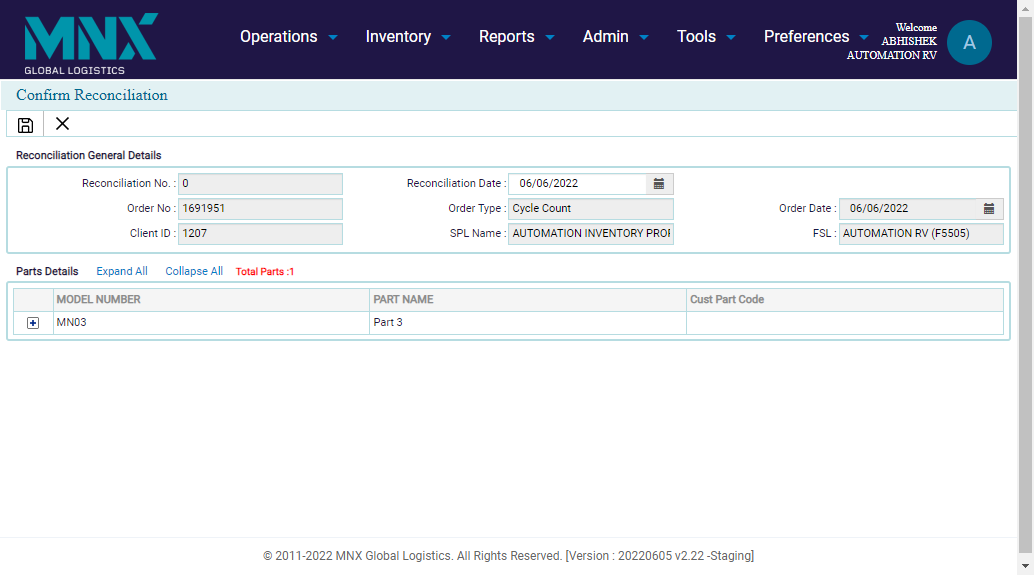 MNX
GLOBAL LOGISTICS
Operations Inventory Reports Admin Tools Preferences
Welcome
ABHISHEK
AUTOMATION RV
A
Confirm Reconciliation
Reconciliation General Details
Reconciliation No. : 0 Reconciliation Date : 06/06/2022
Order No : 1691951 Order Type : Cycle Count Order Date : 06/06/2022
Client ID : 1207 SPL Name : AUTOMATION INVENTORY PROF FSL : AUTOMATION RV (F5505)
Parts Details Expand All Collapse All Total Parts :1
MODEL NUMBER PART NAME Cust Part Code
MN03 Part 3
© 2011-2022 MNX Global Logistics. All Rights Reserved. [Version : 20220605 v2.22 -Staging]